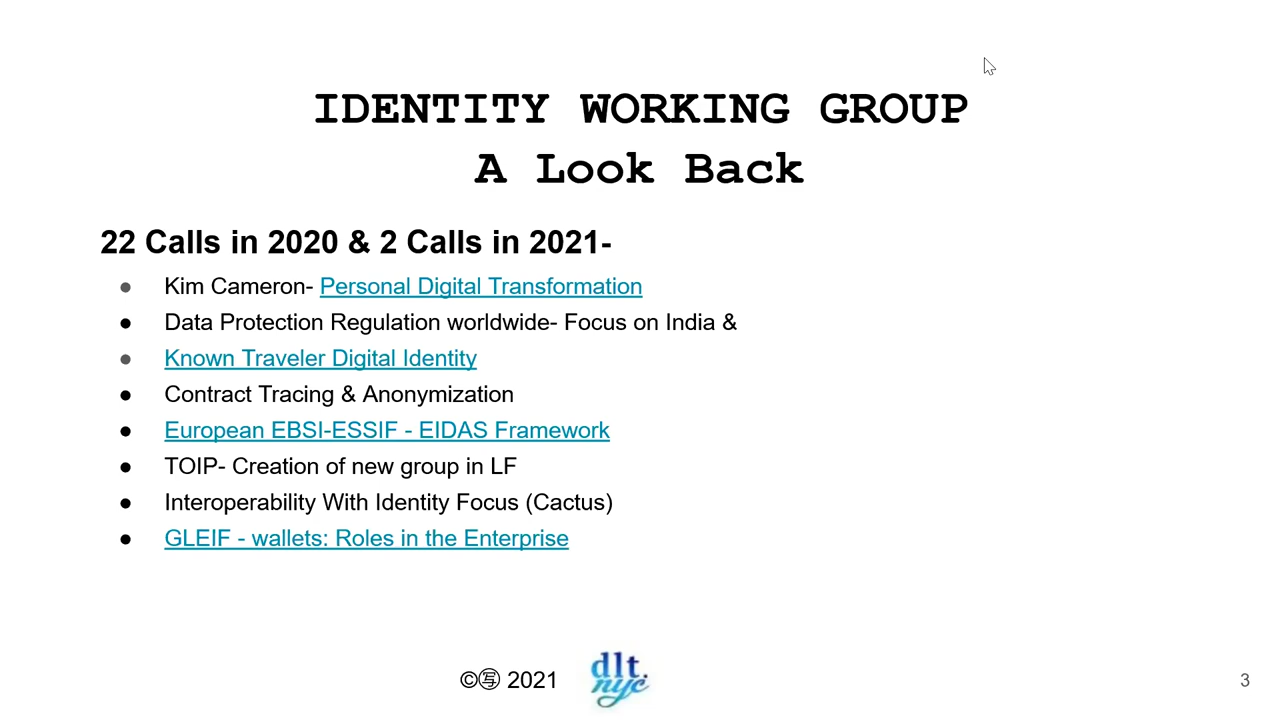 IDENTITY WORKING GROUP
A Look Back
22 Calls in 2020 & 2 Calls in 2021-
● Kim Cameron- Personal Digital Transformation
● Data Protection Regulation worldwide- Focus on India &
● Known Traveler Digital Identity
● Contract Tracing & Anonymization
● European EBSI-ESSIF - EIDAS Framework
● TOIP- Creation of new group in LF
● Interoperability With Identity Focus (Cactus)
● GLEIF - wallets: Roles in the Enterprise
©㊢ 2021
dlt.
nyc
3